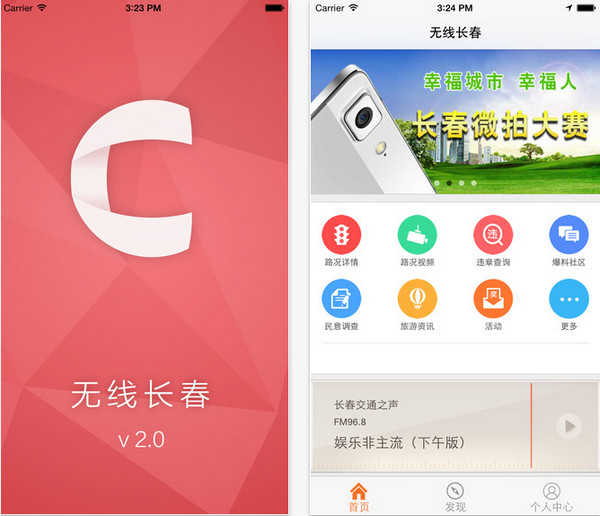 Carrier 3:23 PM
C
无线长春
v 2.0
Carrier 3:24 PM
无线长春
幸福城市 幸福人
长春微拍大赛
路况详情 路况视频 违章查询 爆料社区
民意调查 旅游资讯 活动 更多
长春交通之声
FM96.8
娱乐非主流（下午版）
首页 发现 个人中心